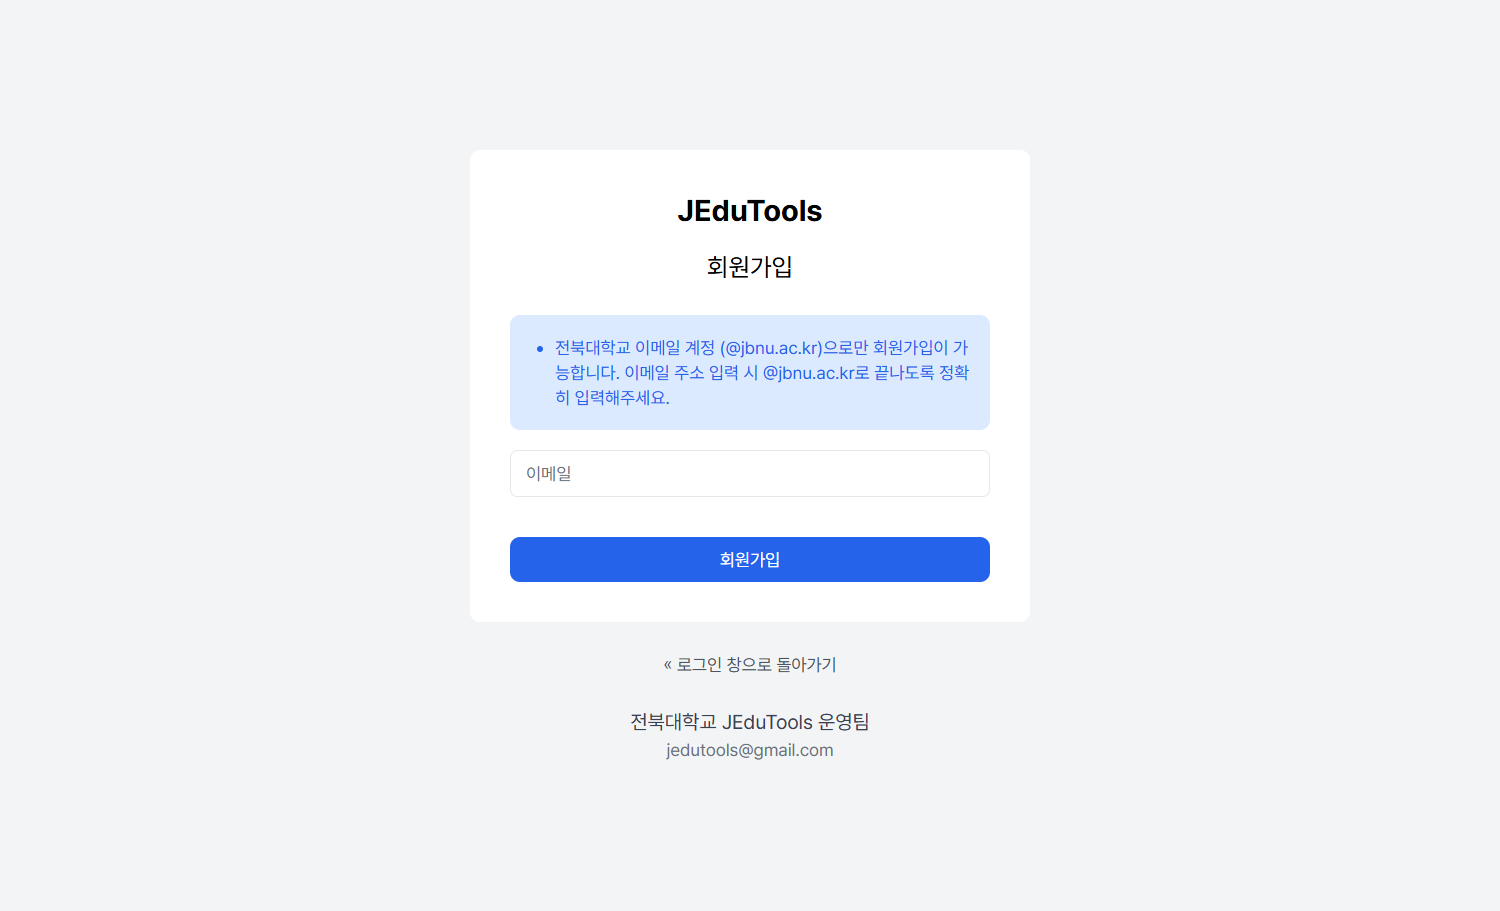 JEduTools
회원가입
• 전북대학교 이메일 계정 (@jbnu.ac.kr)으로만 회원가입이 가
능합니다. 이메일 주소 입력 시 @jbnu.ac.kr로 끝나도록 정확
히 입력해주세요.
이메일
회원가입
« 로그인 창으로 돌아가기
전북대학교 JEduTools 운영팀
jedutools@gmail.com